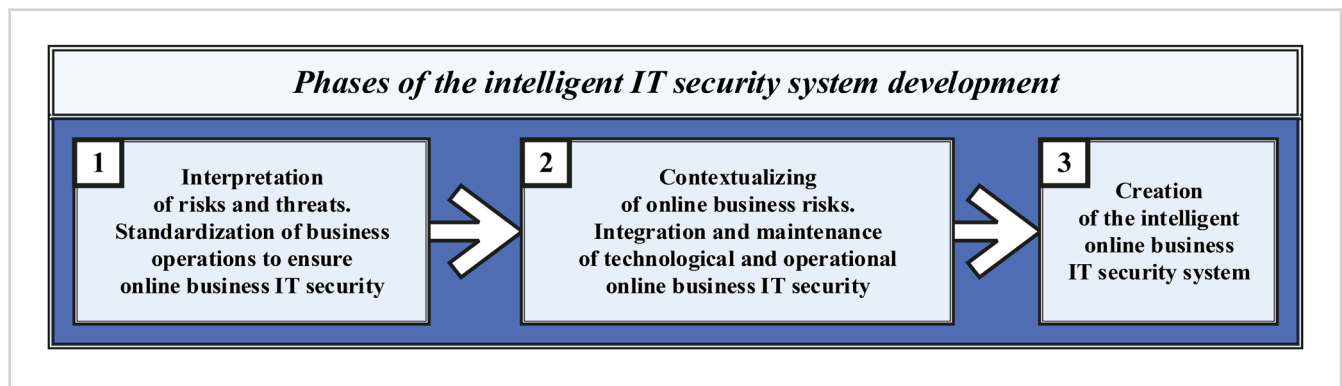 Phases of the intelligent IT security system development
1
Interpretation
of risks and threats.
Standardization of business
operations to ensure
online business IT security
2
Contextualizing
of online business risks.
Integration and maintenance
of technological and operational
online business IT security
3
Creation
of the intelligent
online business
IT security system